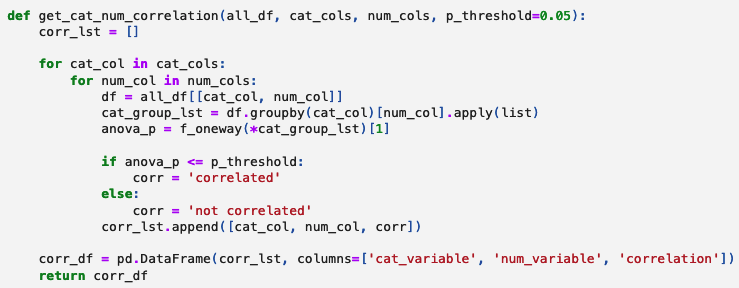 def get_cat_num_correlation(all_df, cat_cols, num_cols, p_threshold=0.05):
    corr_lst = []

    for cat_col in cat_cols:
        for num_col in num_cols:
            df = all_df[[cat_col, num_col]]
            cat_group_lst = df.groupby(cat_col)[num_col].apply(list)
            anova_p = f_oneway(*cat_group_lst)[1]

            if anova_p <= p_threshold:
                corr = 'correlated'
            else:
                corr = 'not correlated'
            corr_lst.append([cat_col, num_col, corr])

    corr_df = pd.DataFrame(corr_lst, columns=['cat_variable', 'num_variable', 'correlation'])
    return corr_df